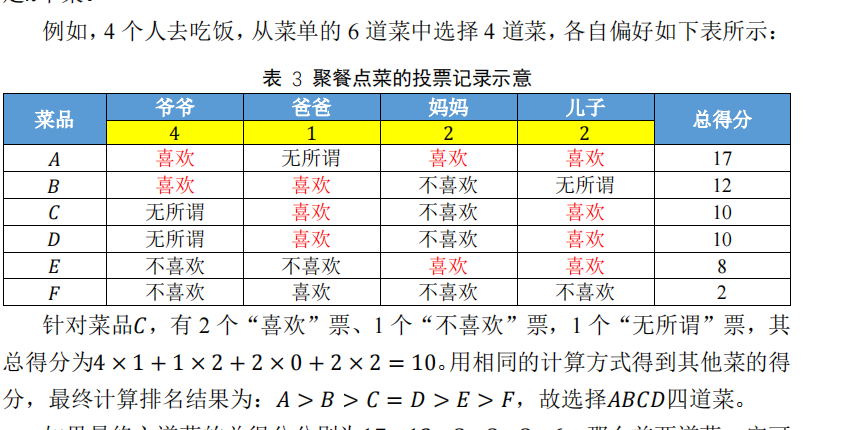 例如，4 个人去吃饭，从菜单的 6 道菜中选择 4 道菜，各自偏好如下表所示：
表 3 聚餐点菜的投票记录示意
菜品 爷爷 爸爸 妈妈 儿子 总得分
4 1 2 2
A 喜欢 无所谓 喜欢 喜欢 17
B 喜欢 喜欢 不喜欢 无所谓 12
C 无所谓 喜欢 不喜欢 喜欢 10
D 无所谓 喜欢 不喜欢 喜欢 10
E 不喜欢 不喜欢 喜欢 喜欢 8
F 不喜欢 喜欢 不喜欢 不喜欢 2
针对菜品C，有 2 个“喜欢”票、1 个“不喜欢”票，1 个“无所谓”票，其
总得分为4 × 1 + 1 × 2 + 2 × 0 + 2 × 2 = 10。用相同的计算方式得到其他菜的得
分，最终计算排名结果为：A > B > C = D > E > F，故选择ABCD四道菜。